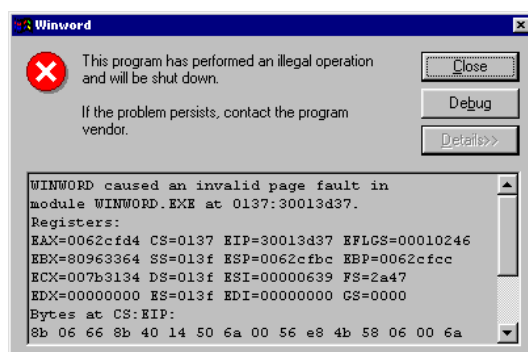 Winword
This program has performed an illegal operation
and will be shut down.
If the problem persists, contact the program
vendor.
Close
Debug
Details>>
WINWORD caused an invalid page fault in
module WINWORD.EXE at 0137:30013d37.
Registers:
EAX=0062cfd4 CS=0137 EIP=30013d37 EFLGS=00010246
EBX=80963364 SS=013f ESP=0062cfbc EBP=0062cfcc
ECX=007b3134 DS=013f ESI=00000639 FS=2a47
EDX=00000000 ES=013f EDI=00000000 GS=0000
Bytes at CS:EIP:
8b 06 66 8b 40 14 50 6a 00 56 e8 4b 58 06 00 6a